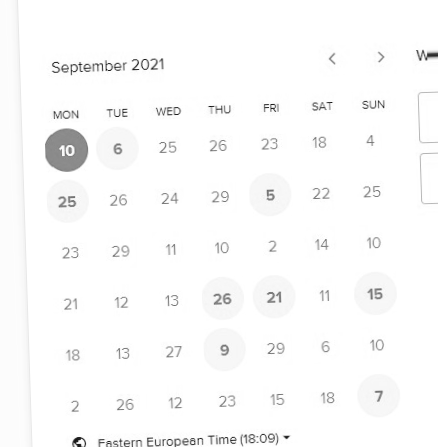 September 2021 < >
MON TUE WED THU FRI SAT SUN
10 6 25 26 23 18 4
25 26 24 29 5 22 25
23 29 11 10 2 14 10
21 12 13 26 21 11 15
18 13 27 9 29 6 10
2 26 12 23 15 18 7
Eastern European Time (18:09)